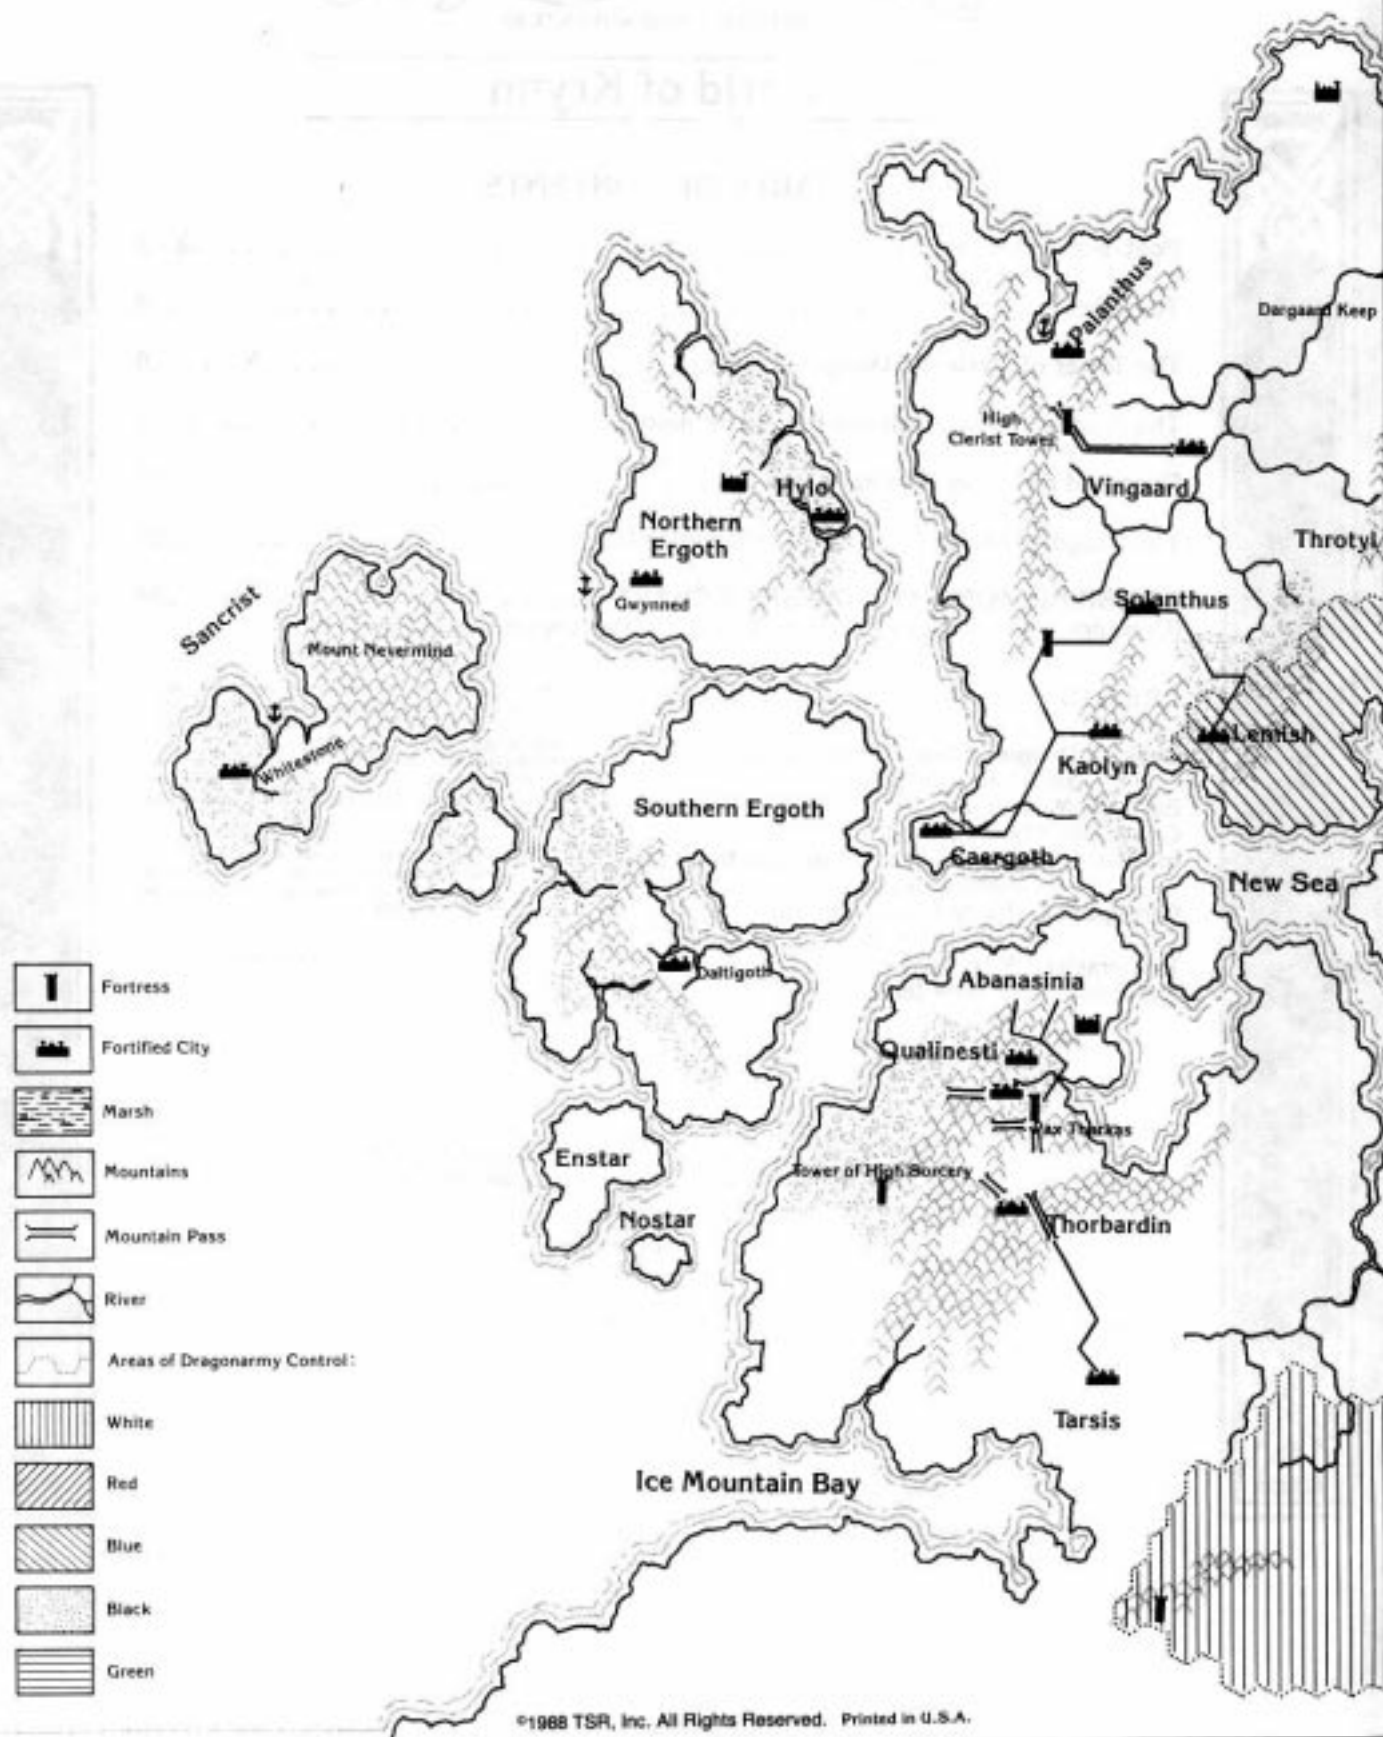 Palanthus
Dargaard Keep
High
Clerist Tower
Vingaard
Hylo
Northern
Ergoth
Throtyl
Gwynned
Solanthus
Sancrist
Mount Nevermind
Whitestone
Lemish
Kaolyn
Southern Ergoth
Caergoth
New Sea
Daltigoth
Abanasinia
Qualinesti
Pax Tharkas
Enstar
Tower of High Sorcery
Nostar
Thorbardin
Tarsis
Ice Mountain Bay
Fortress
Fortified City
Marsh
Mountains
Mountain Pass
River
Areas of Dragonarmy Control:
White
Red
Blue
Black
Green
©1988 TSR, Inc. All Rights Reserved. Printed in U.S.A.